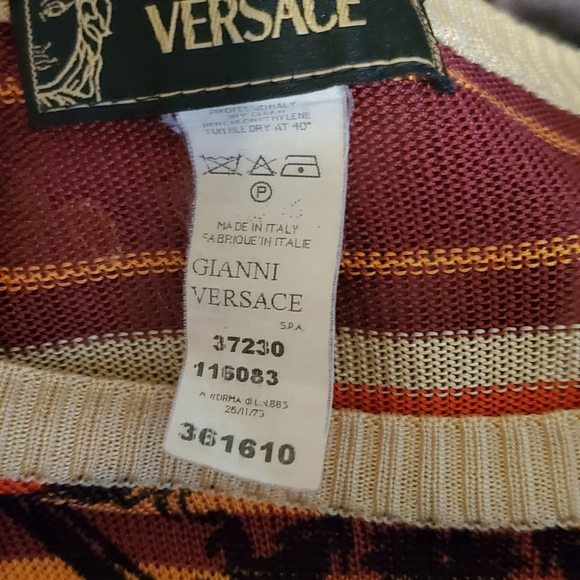 VERSACE
PROFESSIONALY
DRY CLEAN
PERCHLORETHYLENE
TUMBLE DRY AT 40°
P
MADE IN ITALY
FABRIQUE'IN ITALIE
GIANNI
VERSACE
S.P.A.
37230
116083
A NORMA di L.N.883
26/11/73
361610